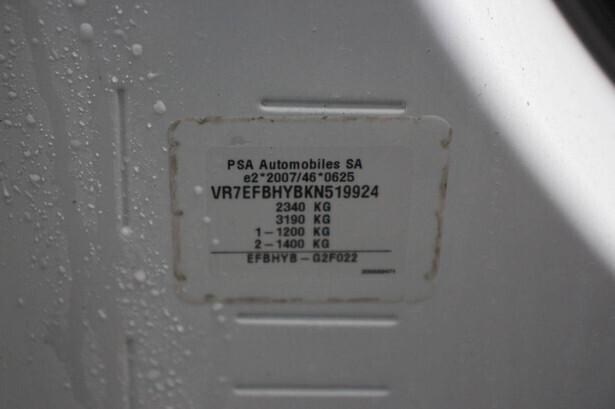 PSA Automobiles SA
e2*2007/46*0625
VR7EFBHYBKN519924
2340 KG
3190 KG
1-1200 KG
2-1400 KG
EFBHYB-G2F022